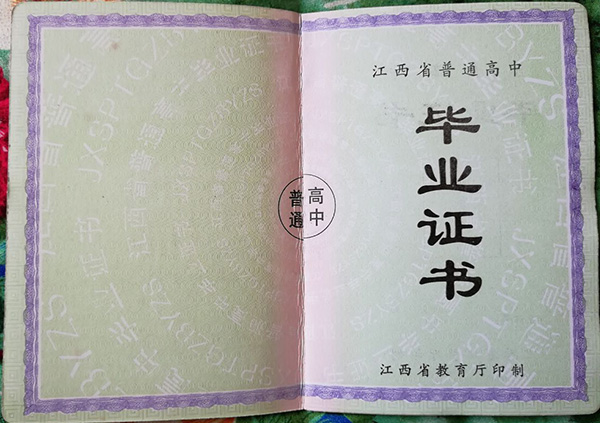 江西省普通高中
毕业证书
普通高中
江西省教育厅印制